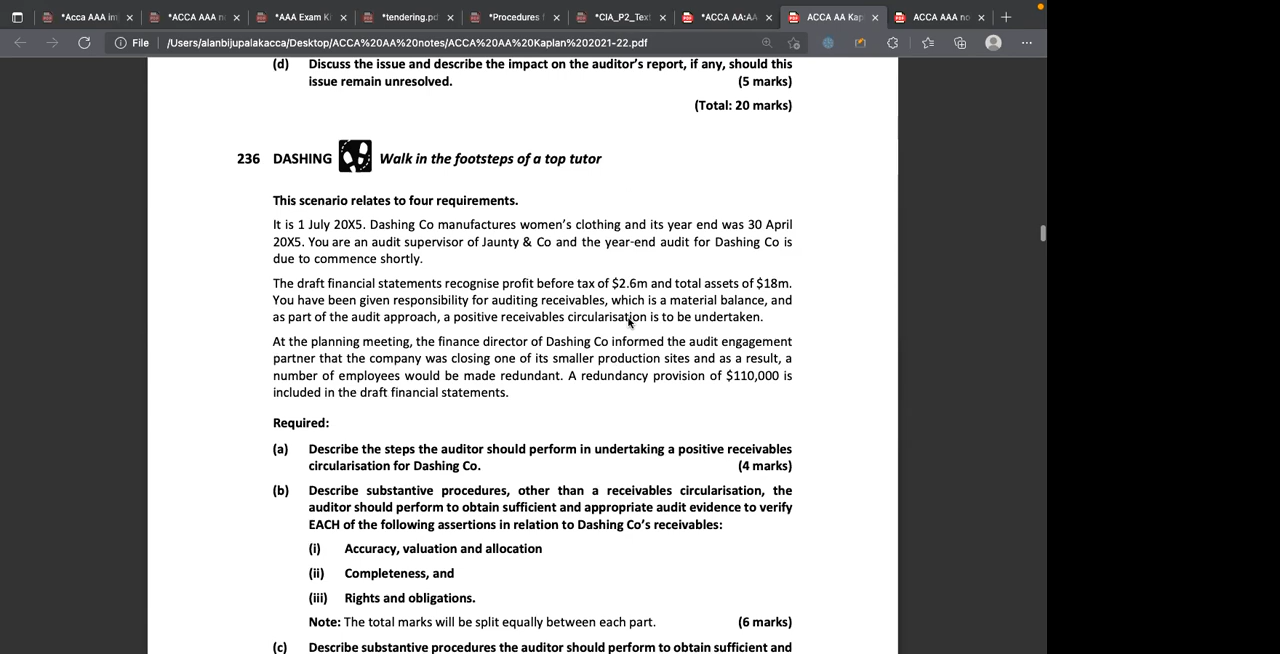 *Acca AAA im
*ACCA AAA n
*AAA Exam K
*tendering.pd
*Procedures f
*CIA_P2_Text
*ACCA AA:AA
ACCA AA Kap
ACCA AAA no
File
/Users/alanbijupalakacca/Desktop/ACCA%20AA%20notes/ACCA%20AA%20Kaplan%202021-22.pdf
(d) Discuss the issue and describe the impact on the auditor's report, if any, should this
issue remain unresolved. (5 marks)
(Total: 20 marks)
236 DASHING Walk in the footsteps of a top tutor
This scenario relates to four requirements.
It is 1 July 20X5. Dashing Co manufactures women's clothing and its year end was 30 April
20X5. You are an audit supervisor of Jaunty & Co and the year-end audit for Dashing Co is
due to commence shortly.
The draft financial statements recognise profit before tax of $2.6m and total assets of $18m.
You have been given responsibility for auditing receivables, which is a material balance, and
as part of the audit approach, a positive receivables circularisation is to be undertaken.
At the planning meeting, the finance director of Dashing Co informed the audit engagement
partner that the company was closing one of its smaller production sites and as a result, a
number of employees would be made redundant. A redundancy provision of $110,000 is
included in the draft financial statements.
Required:
(a) Describe the steps the auditor should perform in undertaking a positive receivables
circularisation for Dashing Co. (4 marks)
(b) Describe substantive procedures, other than a receivables circularisation, the
auditor should perform to obtain sufficient and appropriate audit evidence to verify
EACH of the following assertions in relation to Dashing Co's receivables:
(i) Accuracy, valuation and allocation
(ii) Completeness, and
(iii) Rights and obligations.
Note: The total marks will be split equally between each part. (6 marks)
(c) Describe substantive procedures the auditor should perform to obtain sufficient and